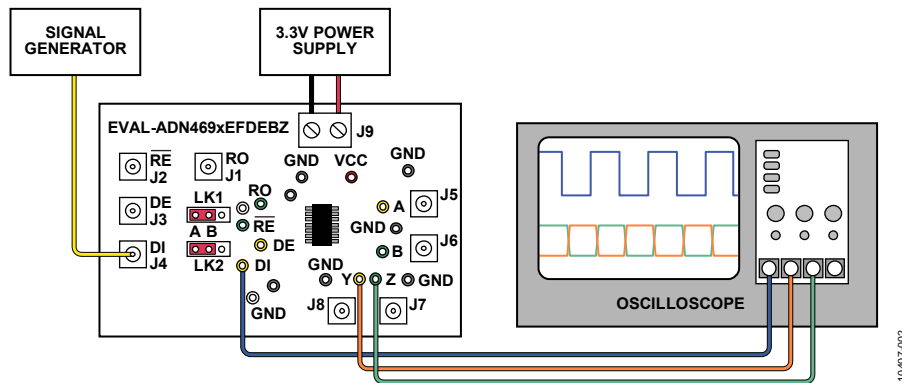 SIGNAL
GENERATOR
3.3V POWER
SUPPLY
EVAL-ADN469xEFDEBZ
J9
RE
J2
RO
J1
GND
VCC
GND
DE
J3
LK1
A B
LK2
RO
RE
DE
DI
J4
DI
GND
A
J5
GND
B
J6
GND
Y
Z
GND
J8
J7
OSCILLOSCOPE
10497-002